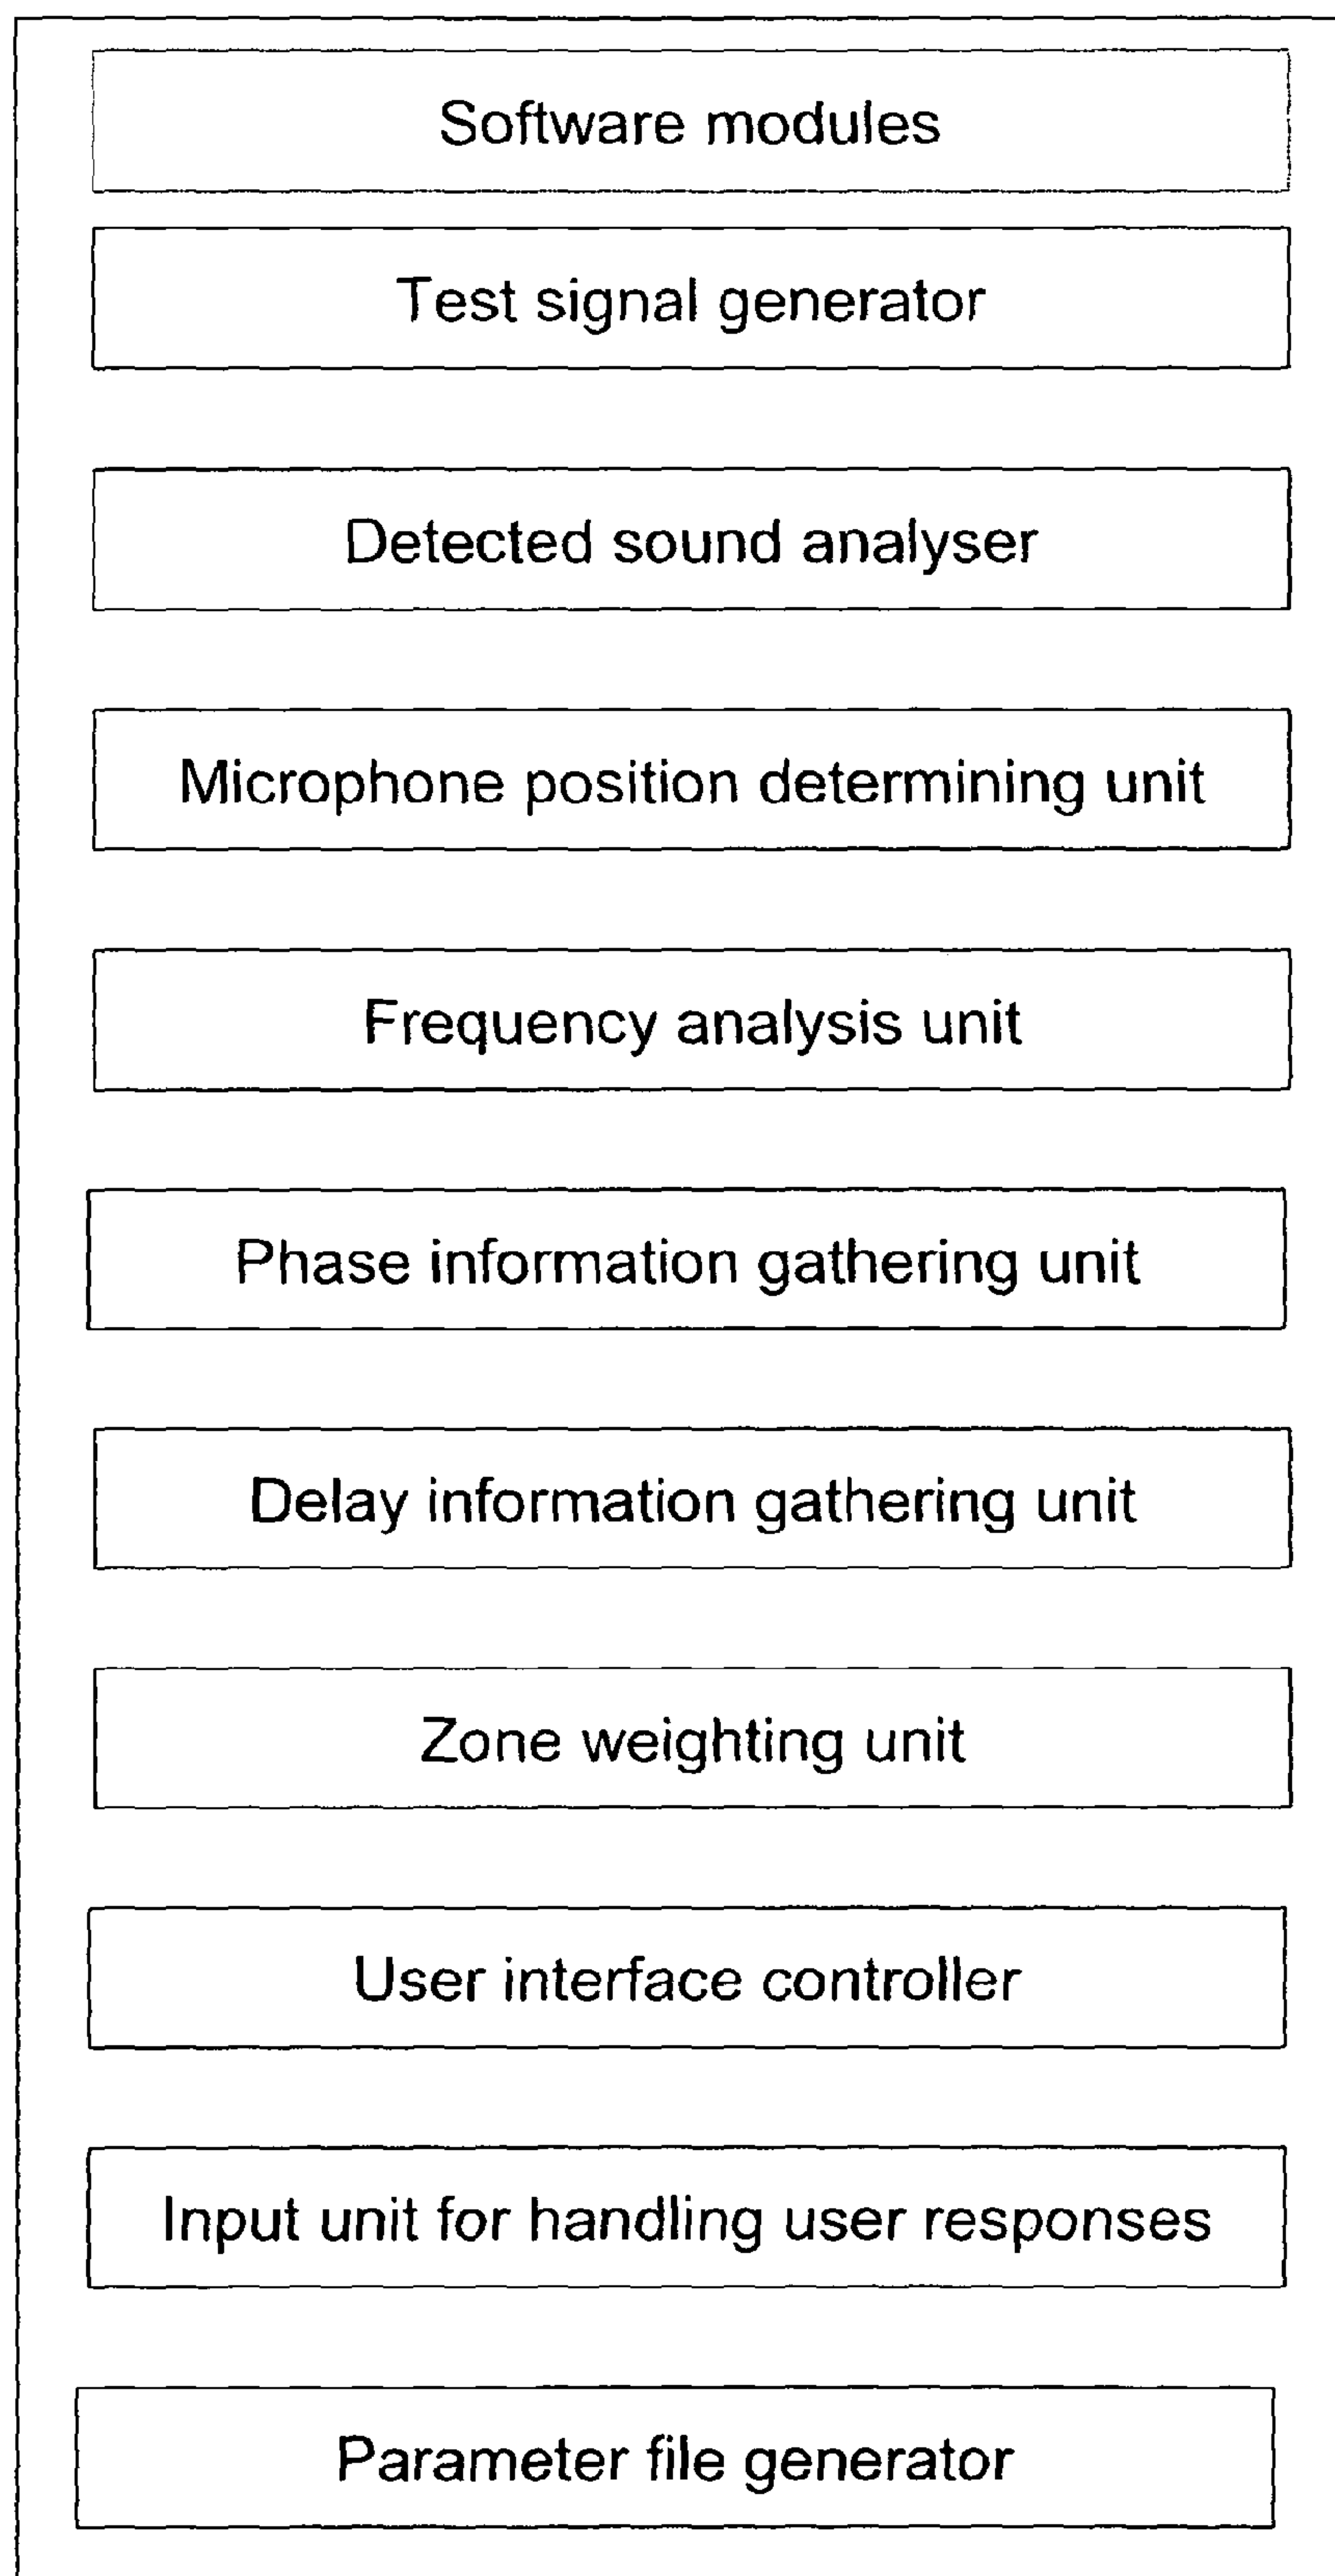 Software modules
Test signal generator
Detected sound analyser
Microphone position determining unit
Frequency analysis unit
Phase information gathering unit
Delay information gathering unit
Zone weighting unit
User interface controller
Input unit for handling user responses
Parameter file generator